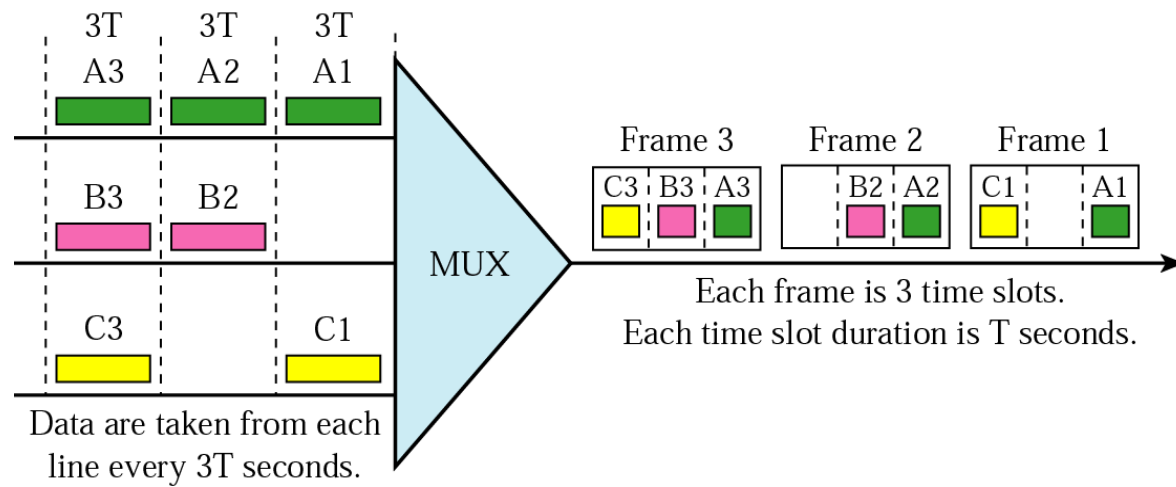 3T 3T 3T
A3 A2 A1
Frame 3 Frame 2 Frame 1
C3 B3 A3 B2 A2 C1 A1
B3 B2
MUX
Each frame is 3 time slots.
Each time slot duration is T seconds.
C3 C1
Data are taken from each
line every 3T seconds.